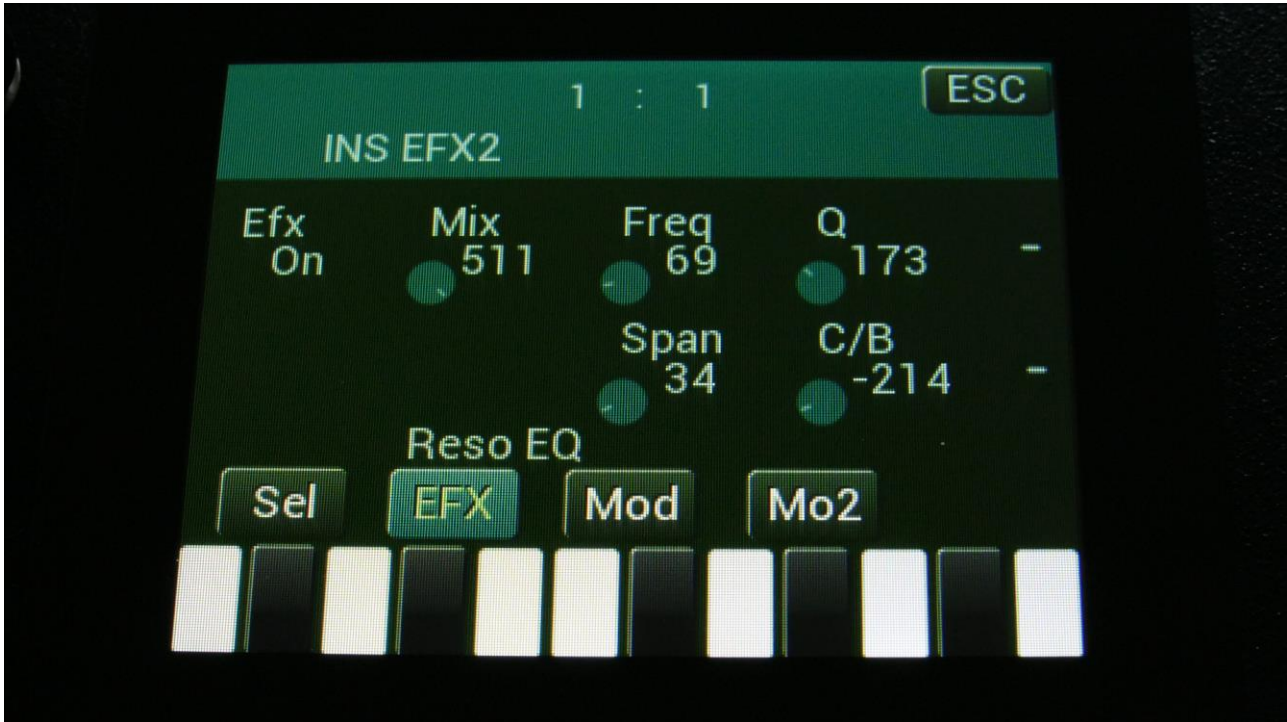 1 : 1 ESC
INS EFX2
Efx Mix Freq Q
On 511 69 173 -
Span C/B
34 -214 -
Reso EQ
Sel EFX Mod Mo2